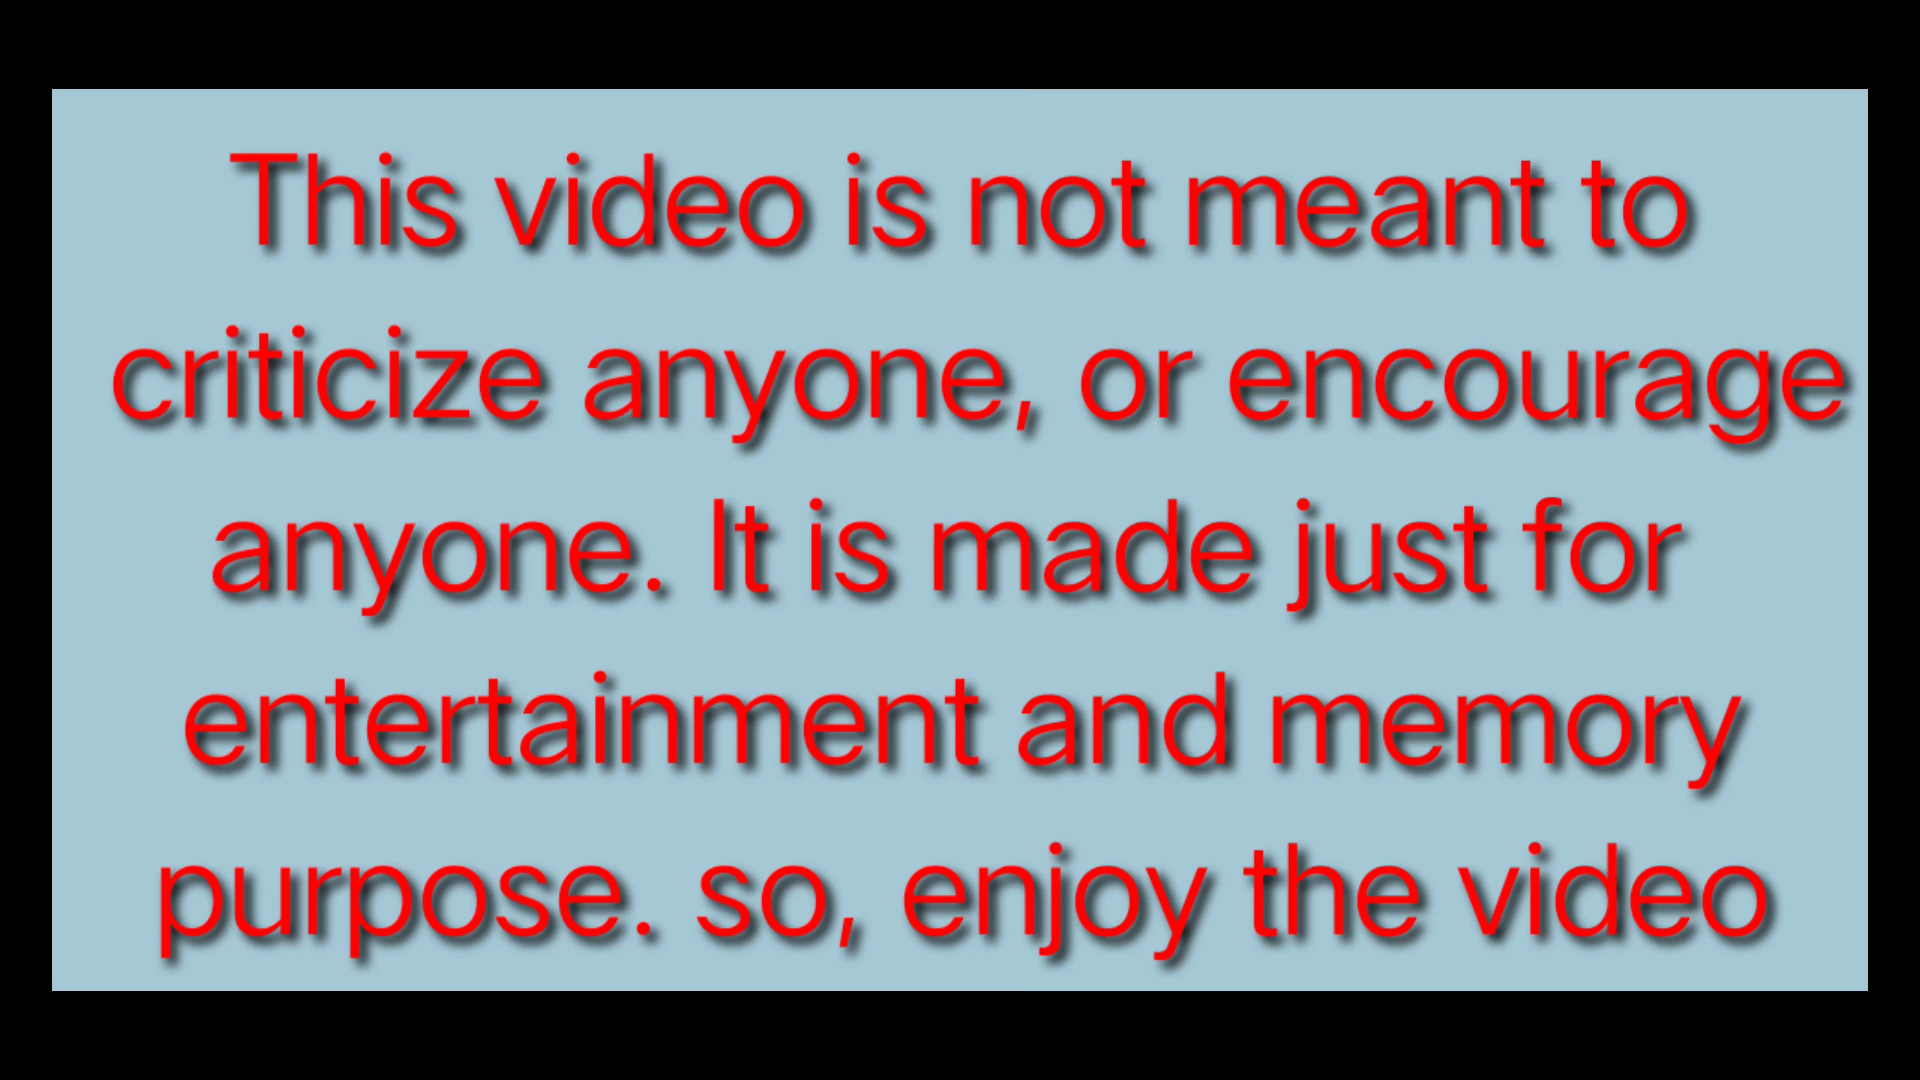 This video is not meant to
criticize anyone, or encourage
anyone. It is made just for
entertainment and memory
purpose. so, enjoy the video